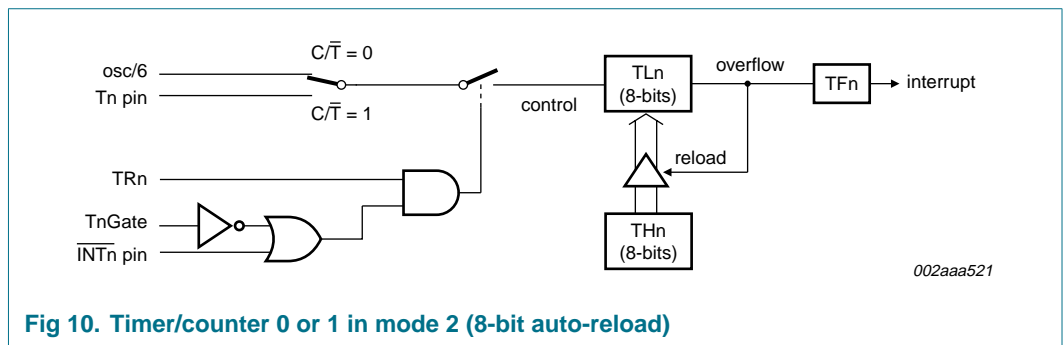 C/T̅ = 0
osc/6
Tn pin
C/T̅ = 1
control
TLn
(8-bits)
overflow
TFn
interrupt
reload
TRn
TnGate
I̅N̅T̅n̅ pin
THn
(8-bits)
002aaa521
Fig 10. Timer/counter 0 or 1 in mode 2 (8-bit auto-reload)